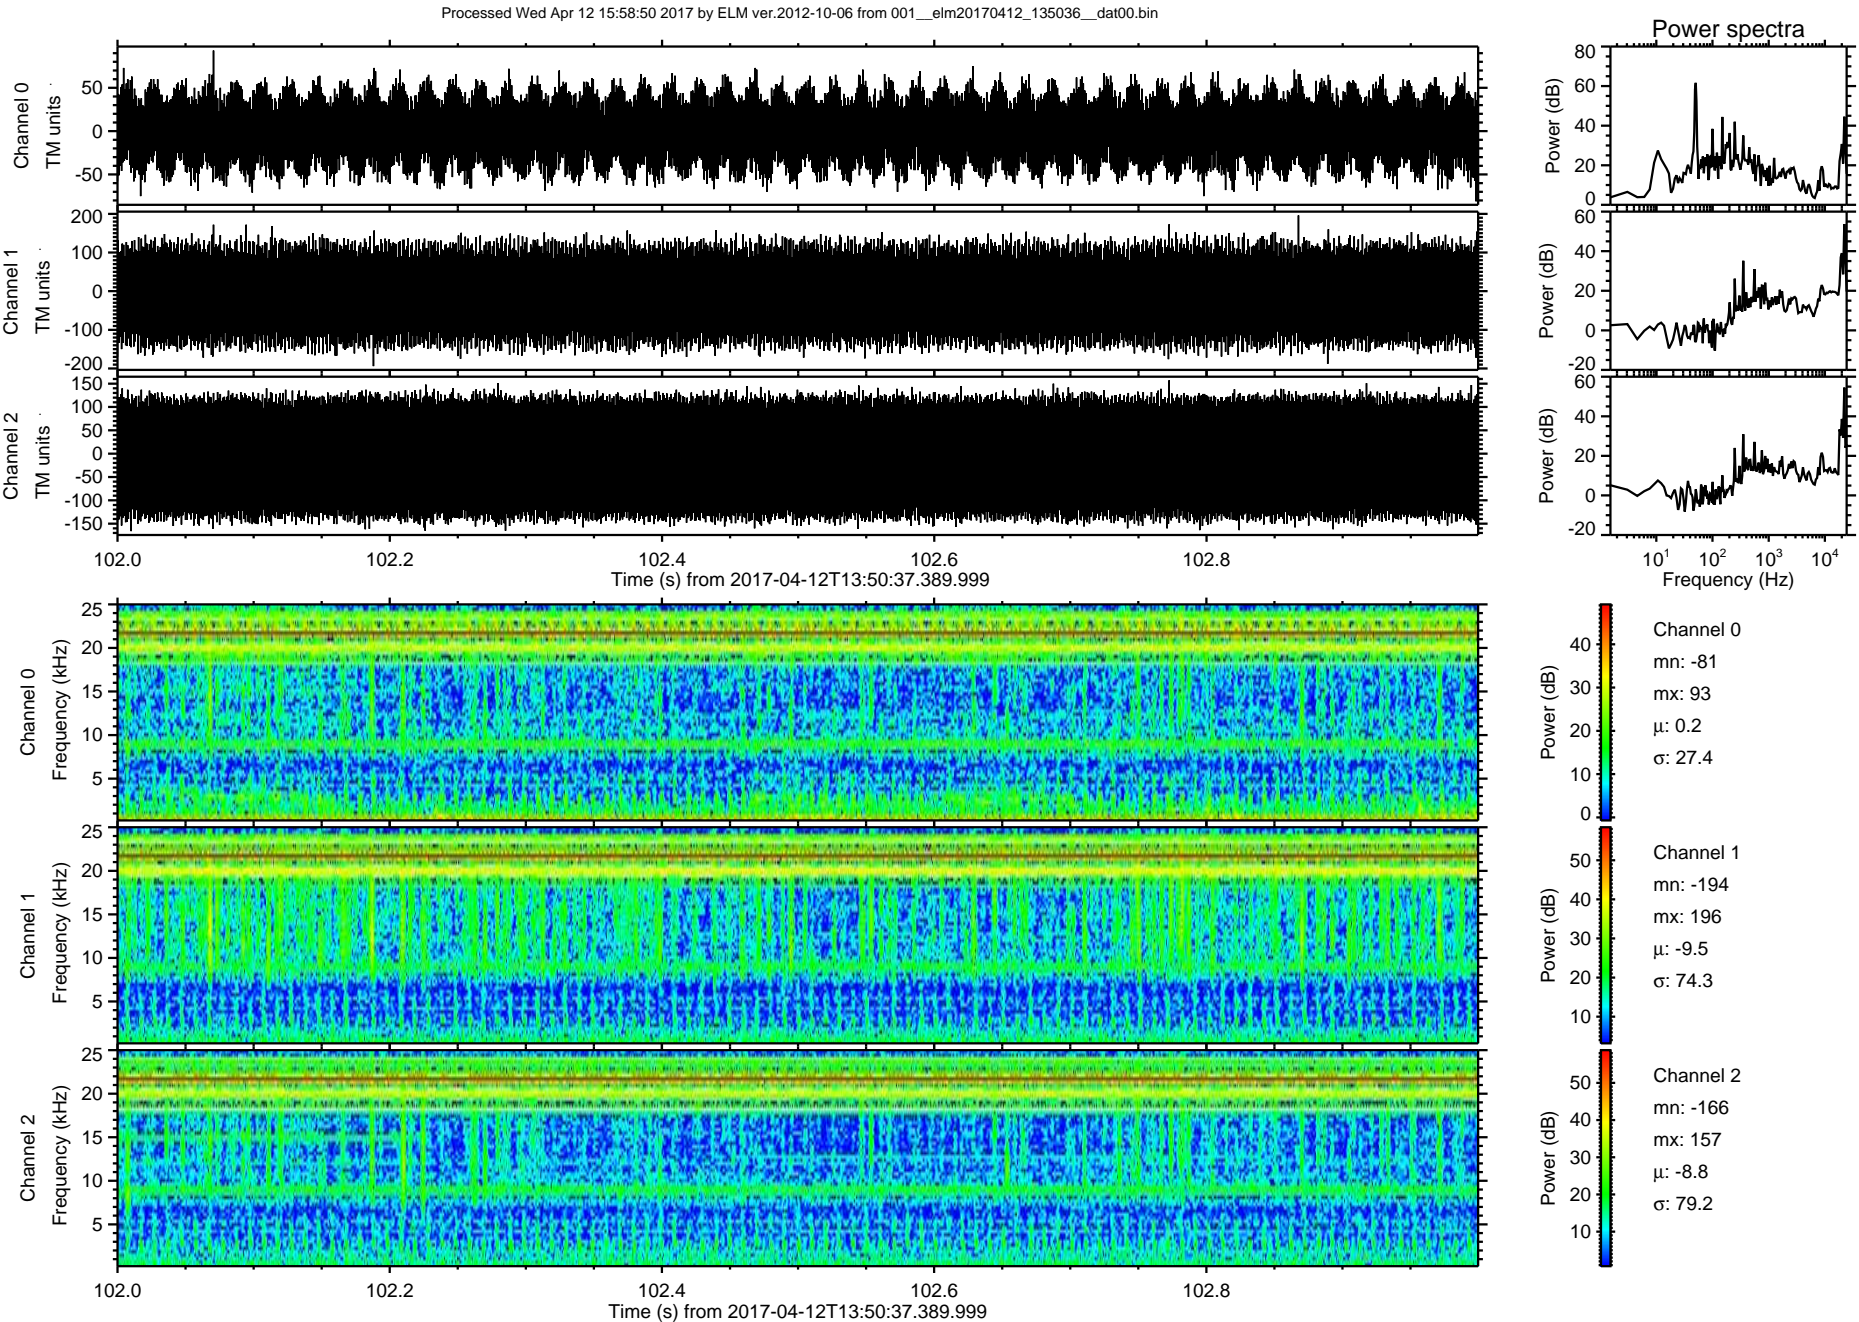 Processed Wed Apr 12 15:58:50 2017 by ELM ver.2012-10-06 from 001__elm20170412_135036__dat00.bin
Power spectra
Channel 0
TM units
50
0
-50
Power (dB)
80
60
40
20
0
Channel 1
TM units
200
100
0
-100
-200
Power (dB)
60
40
20
0
-20
Channel 2
TM units
150
100
50
0
-50
-100
-150
Power (dB)
60
40
20
0
-20
102.0 102.2 102.4 102.6 102.8
Time (s) from 2017-04-12T13:50:37.389.999
10^1 10^2 10^3 10^4
Frequency (Hz)
Channel 0
Frequency (kHz)
25
20
15
10
5
Power (dB)
40
30
20
10
0
Channel 0
mn: -81
mx: 93
μ: 0.2
σ: 27.4
Channel 1
Frequency (kHz)
25
20
15
10
5
Power (dB)
50
40
30
20
10
Channel 1
mn: -194
mx: 196
μ: -9.5
σ: 74.3
Channel 2
Frequency (kHz)
25
20
15
10
5
Power (dB)
50
40
30
20
10
Channel 2
mn: -166
mx: 157
μ: -8.8
σ: 79.2
102.0 102.2 102.4 102.6 102.8
Time (s) from 2017-04-12T13:50:37.389.999